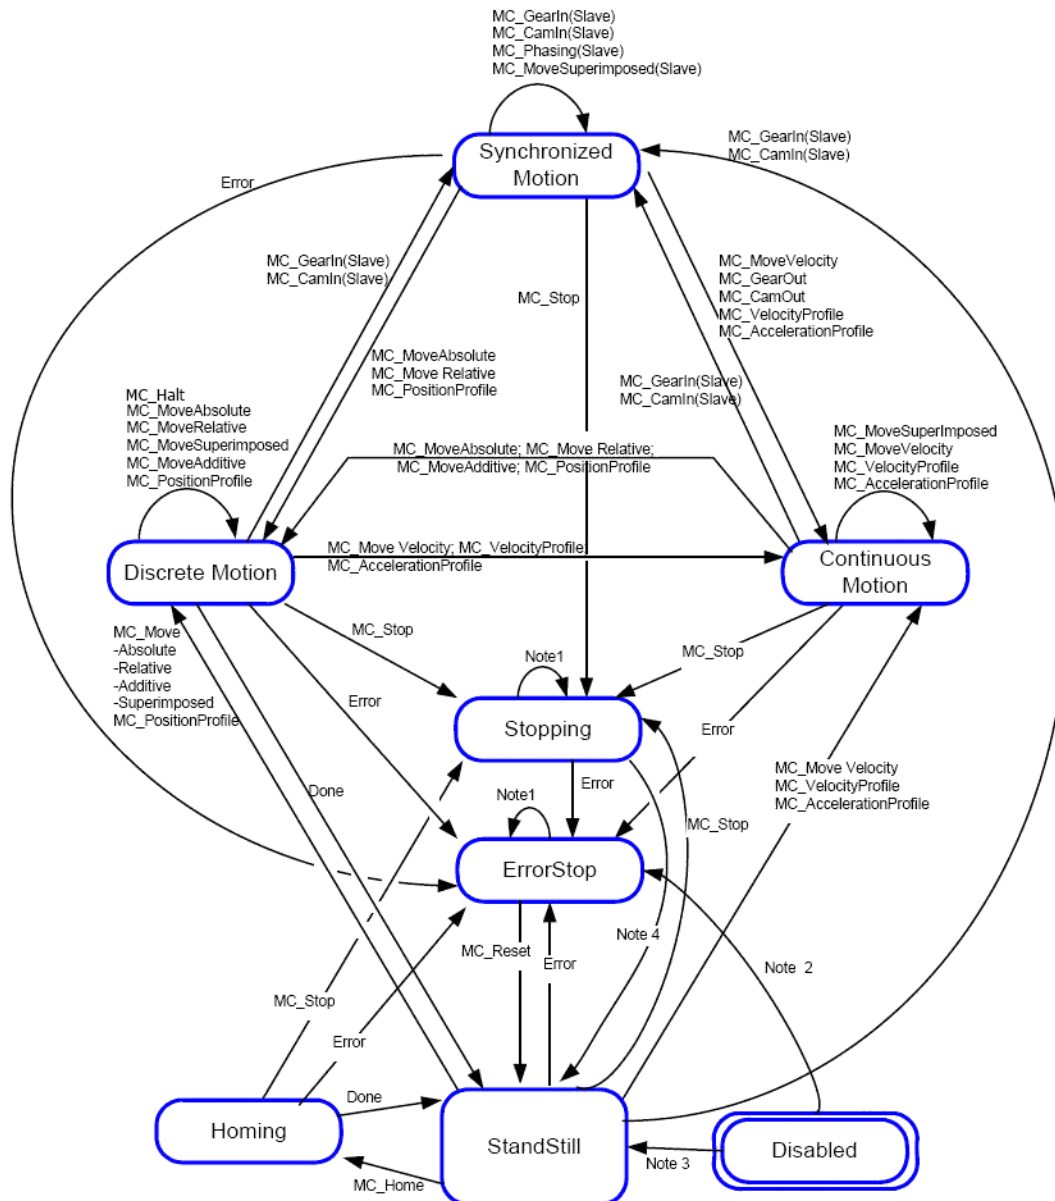 MC_GearIn(Slave)
MC_CamIn(Slave)
MC_Phasing(Slave)
MC_MoveSuperimposed(Slave)
Synchronized
Motion
MC_GearIn(Slave)
MC_CamIn(Slave)
Error
MC_GearIn(Slave)
MC_CamIn(Slave)
MC_Stop
MC_MoveVelocity
MC_GearOut
MC_CamOut
MC_VelocityProfile
MC_AccelerationProfile
MC_MoveAbsolute
MC_Move Relative
MC_PositionProfile
MC_GearIn(Slave)
MC_CamIn(Slave)
MC_Halt
MC_MoveAbsolute
MC_MoveRelative
MC_MoveSuperimposed
MC_MoveAdditive
MC_PositionProfile
MC_MoveAbsolute; MC_Move Relative;
MC_MoveAdditive; MC_PositionProfile
MC_MoveSuperImposed
MC_MoveVelocity
MC_VelocityProfile
MC_AccelerationProfile
Discrete Motion
MC_Move Velocity; MC_VelocityProfile;
MC_AccelerationProfile
Continuous
Motion
MC_Move
-Absolute
-Relative
-Additive
-Superimposed
MC_PositionProfile
MC_Stop
Note1
MC_Stop
Error
Stopping
Error
Done
Note1
Error
MC_Move Velocity
MC_VelocityProfile
MC_AccelerationProfile
MC_Stop
ErrorStop
MC_Reset
Error
Note 4
Note 2
MC_Stop
Error
Done
Homing
StandStill
Note 3
Disabled
MC_Home